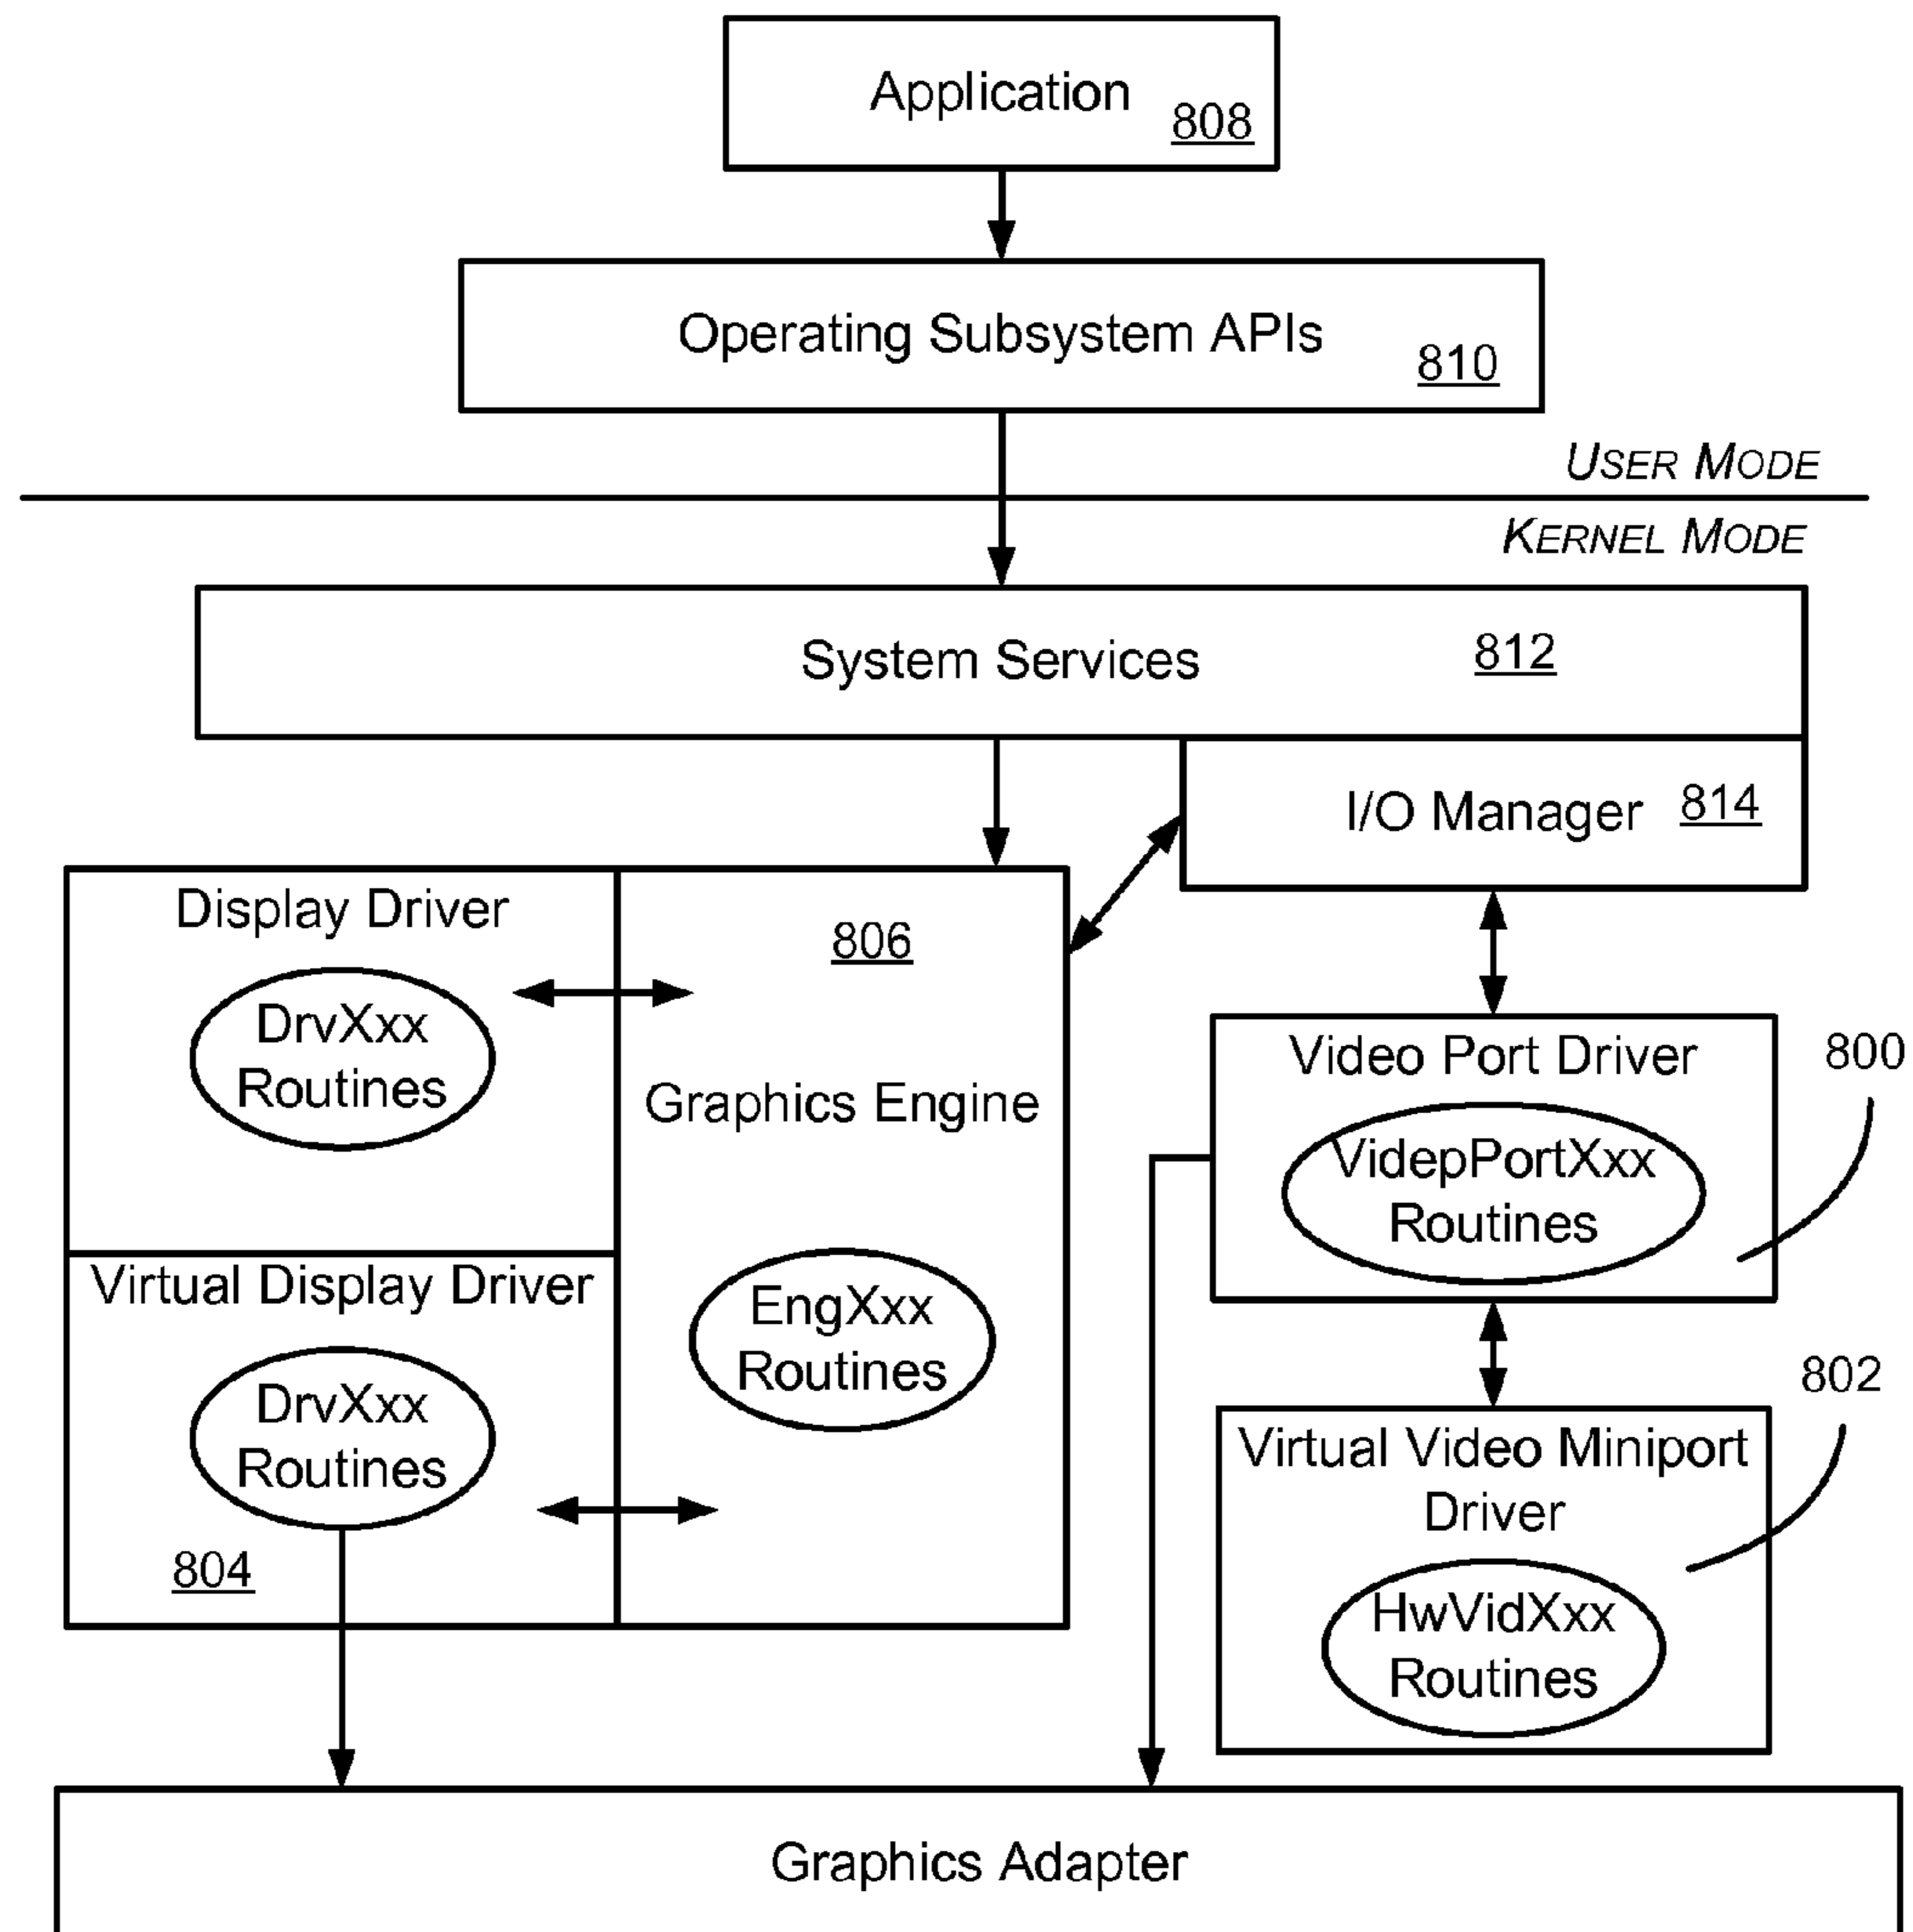 Application
808
Operating Subsystem APIs
810
USER MODE
KERNEL MODE
System Services
812
I/O Manager
814
Display Driver
DrvXxx
Routines
806
Graphics Engine
EngXxx
Routines
Virtual Display Driver
DrvXxx
Routines
804
Video Port Driver
VidepPortXxx
Routines
800
Virtual Video Miniport
Driver
HwVidXxx
Routines
802
Graphics Adapter